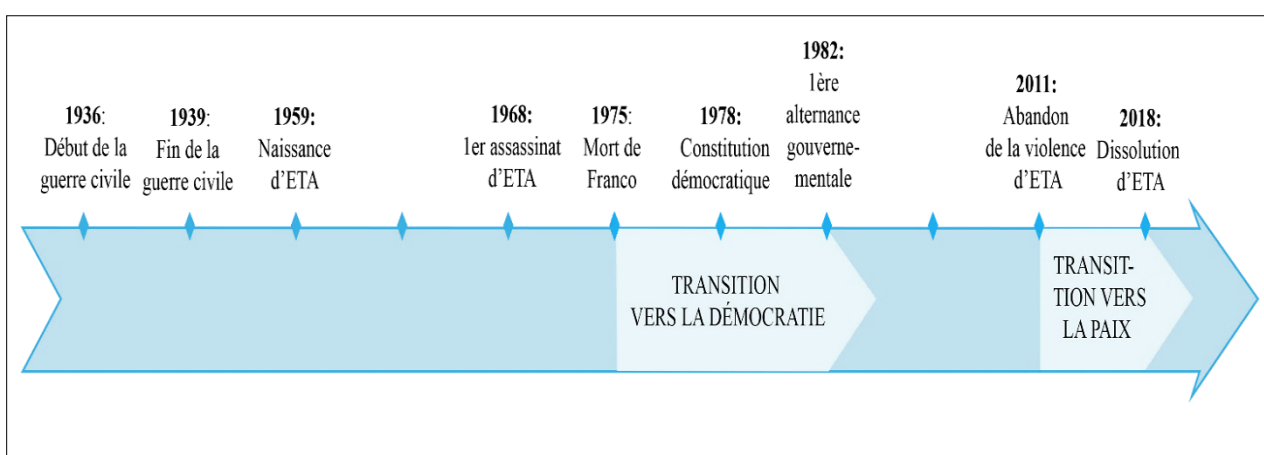 1936:
Début de la
guerre civile
1939:
Fin de la
guerre civile
1959:
Naissance
d'ETA
1968:
1er assassinat
d'ETA
1975:
Mort de
Franco
1978:
Constitution
démocratique
1982:
1ère
alternance
gouverne-
mentale
2011:
Abandon
de la violence
d'ETA
2018:
Dissolution
d'ETA
TRANSITION
VERS LA DÉMOCRATIE
TRANSIT-
TION VERS
LA PAIX